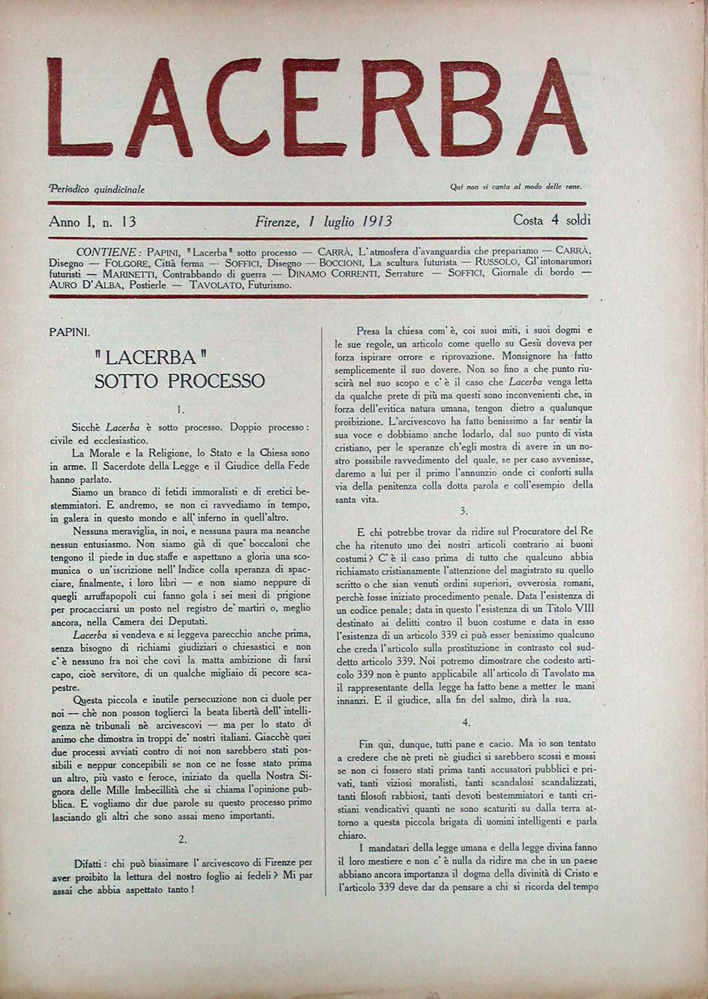 LACERBA
Periodico quindicinale
Qui non si canta al modo delle rane.
Anno I, n. 13
Firenze, 1 luglio 1913
Costa 4 soldi
CONTIENE: PAPINI, "Lacerba" sotto processo — CARRÀ, L'atmosfera d'avanguardia che prepariamo — CARRÀ,
Disegno — FOLGORE, Città ferma — SOFFICI, Disegno — BOCCIONI, La scultura futurista — RUSSOLO, Gl'intonarumori
futuristi — MARINETTI, Contrabbando di guerra — DINAMO CORRENTI, Serrature — SOFFICI, Giornale di bordo —
AURO D'ALBA, Postierle — TAVOLATO, Futurismo.
PAPINI.
"LACERBA"
SOTTO PROCESSO
1.
Sicchè Lacerba è sotto processo. Doppio processo:
civile ed ecclesiastico.
La Morale e la Religione, lo Stato e la Chiesa sono
in arme. Il Sacerdote della Legge e il Giudice della Fede
hanno parlato.
Siamo un branco di fetidi immoralisti e di eretici be-
stemmiatori. E andremo, se non ci ravvediamo in tempo,
in galera in questo mondo e all'inferno in quell'altro.
Nessuna meraviglia, in noi, e nessuna paura ma neanche
nessun entusiasmo. Non siamo già di que' boccaloni che
tengono il piede in due staffe e aspettano a gloria una sco-
munica o un'iscrizione nell'Indice colla speranza di spac-
ciare, finalmente, i loro libri — e non siamo neppure di
quegli arruffapopoli cui fanno gola i sei mesi di prigione
per procacciarsi un posto nel registro de' martiri o, meglio
ancora, nella Camera dei Deputati.
Lacerba si vendeva e si leggeva parecchio anche prima,
senza bisogno di richiami giudiziari o chiesastici e non
c'è nessuno fra noi che covi la matta ambizione di farsi
capo, cioè servitore, di un qualche migliaio di pecore sca-
pestre.
Questa piccola e inutile persecuzione non ci duole per
noi — chè non posson toglierci la beata libertà dell'intelli-
genza nè tribunali nè arcivescovi — ma per lo stato di
animo che dimostra in troppi de' nostri italiani. Giacchè quei
due processi avviati contro di noi non sarebbero stati pos-
sibili e neppur concepibili se non ce ne fosse stato prima
un altro, più vasto e feroce, iniziato da quella Nostra Si-
gnora delle Mille Imbecillità che si chiama l'opinione pub-
blica. E vogliamo dir due parole su questo processo primo
lasciando gli altri che sono assai meno importanti.
2.
Difatti: chi può biasimare l'arcivescovo di Firenze per
aver proibito la lettura del nostro foglio ai fedeli? Mi par
assai che abbia aspettato tanto!
Presa la chiesa com'è, coi suoi miti, i suoi dogmi e
le sue regole, un articolo come quello su Gesù doveva per
forza ispirare orrore e riprovazione. Monsignore ha fatto
semplicemente il suo dovere. Non so fino a che punto riu-
scirà nel suo scopo e c'è il caso che Lacerba venga letta
da qualche prete di più ma questi sono inconvenienti che, in
forza dell'evitica natura umana, tengon dietro a qualunque
proibizione. L'arcivescovo ha fatto benissimo a far sentir la
sua voce e dobbiamo anche lodarlo, dal suo punto di vista
cristiano, per le speranze ch'egli mostra di avere in un no-
stro possibile ravvedimento del quale, se per caso avvenisse,
daremo a lui per il primo l'annunzio onde ci conforti sulla
via della penitenza colla dotta parola e coll'esempio della
santa vita.
3.
E chi potrebbe trovar da ridire sul Procuratore del Re
che ha ritenuto uno dei nostri articoli contrario ai buoni
costumi? C'è il caso prima di tutto che qualcuno abbia
richiamato cristianamente l'attenzione del magistrato su quello
scritto o che sian venuti ordini superiori, ovverosia romani,
perchè fosse iniziato procedimento penale. Data l'esistenza di
un codice penale; data in questo l'esistenza di un Titolo VIII
destinato ai delitti contro il buon costume e data in esso
l'esistenza di un articolo 339 ci può esser benissimo qualcuno
che creda l'articolo sulla prostituzione in contrasto col sud-
detto articolo 339. Noi potremo dimostrare che codesto arti-
colo 339 non è punto applicabile all'articolo di Tavolato ma
il rappresentante della legge ha fatto bene a metter le mani
innanzi. E il giudice, alla fin del salmo, dirà la sua.
4.
Fin qui, dunque, tutti pane e cacio. Ma io son tentato
a credere che nè preti nè giudici si sarebbero scossi e mossi
se non ci fossero stati prima tanti accusatori pubblici e pri-
vati, tanti viziosi moralisti, tanti scandalosi scandalizzati,
tanti filosofi rabbiosi, tanti devoti bestemmiatori e tanti cri-
stiani vendicativi quanti ne sono scaturiti su dalla terra at-
torno a questa piccola brigata di uomini intelligenti e parla
chiaro.
I mandatari della legge umana e della legge divina fanno
il loro mestiere e non c'è nulla da ridire ma che in un paese
abbiano ancora importanza il dogma della divinità di Cristo e
l'articolo 339 deve dar da pensare a chi si ricorda del tempo